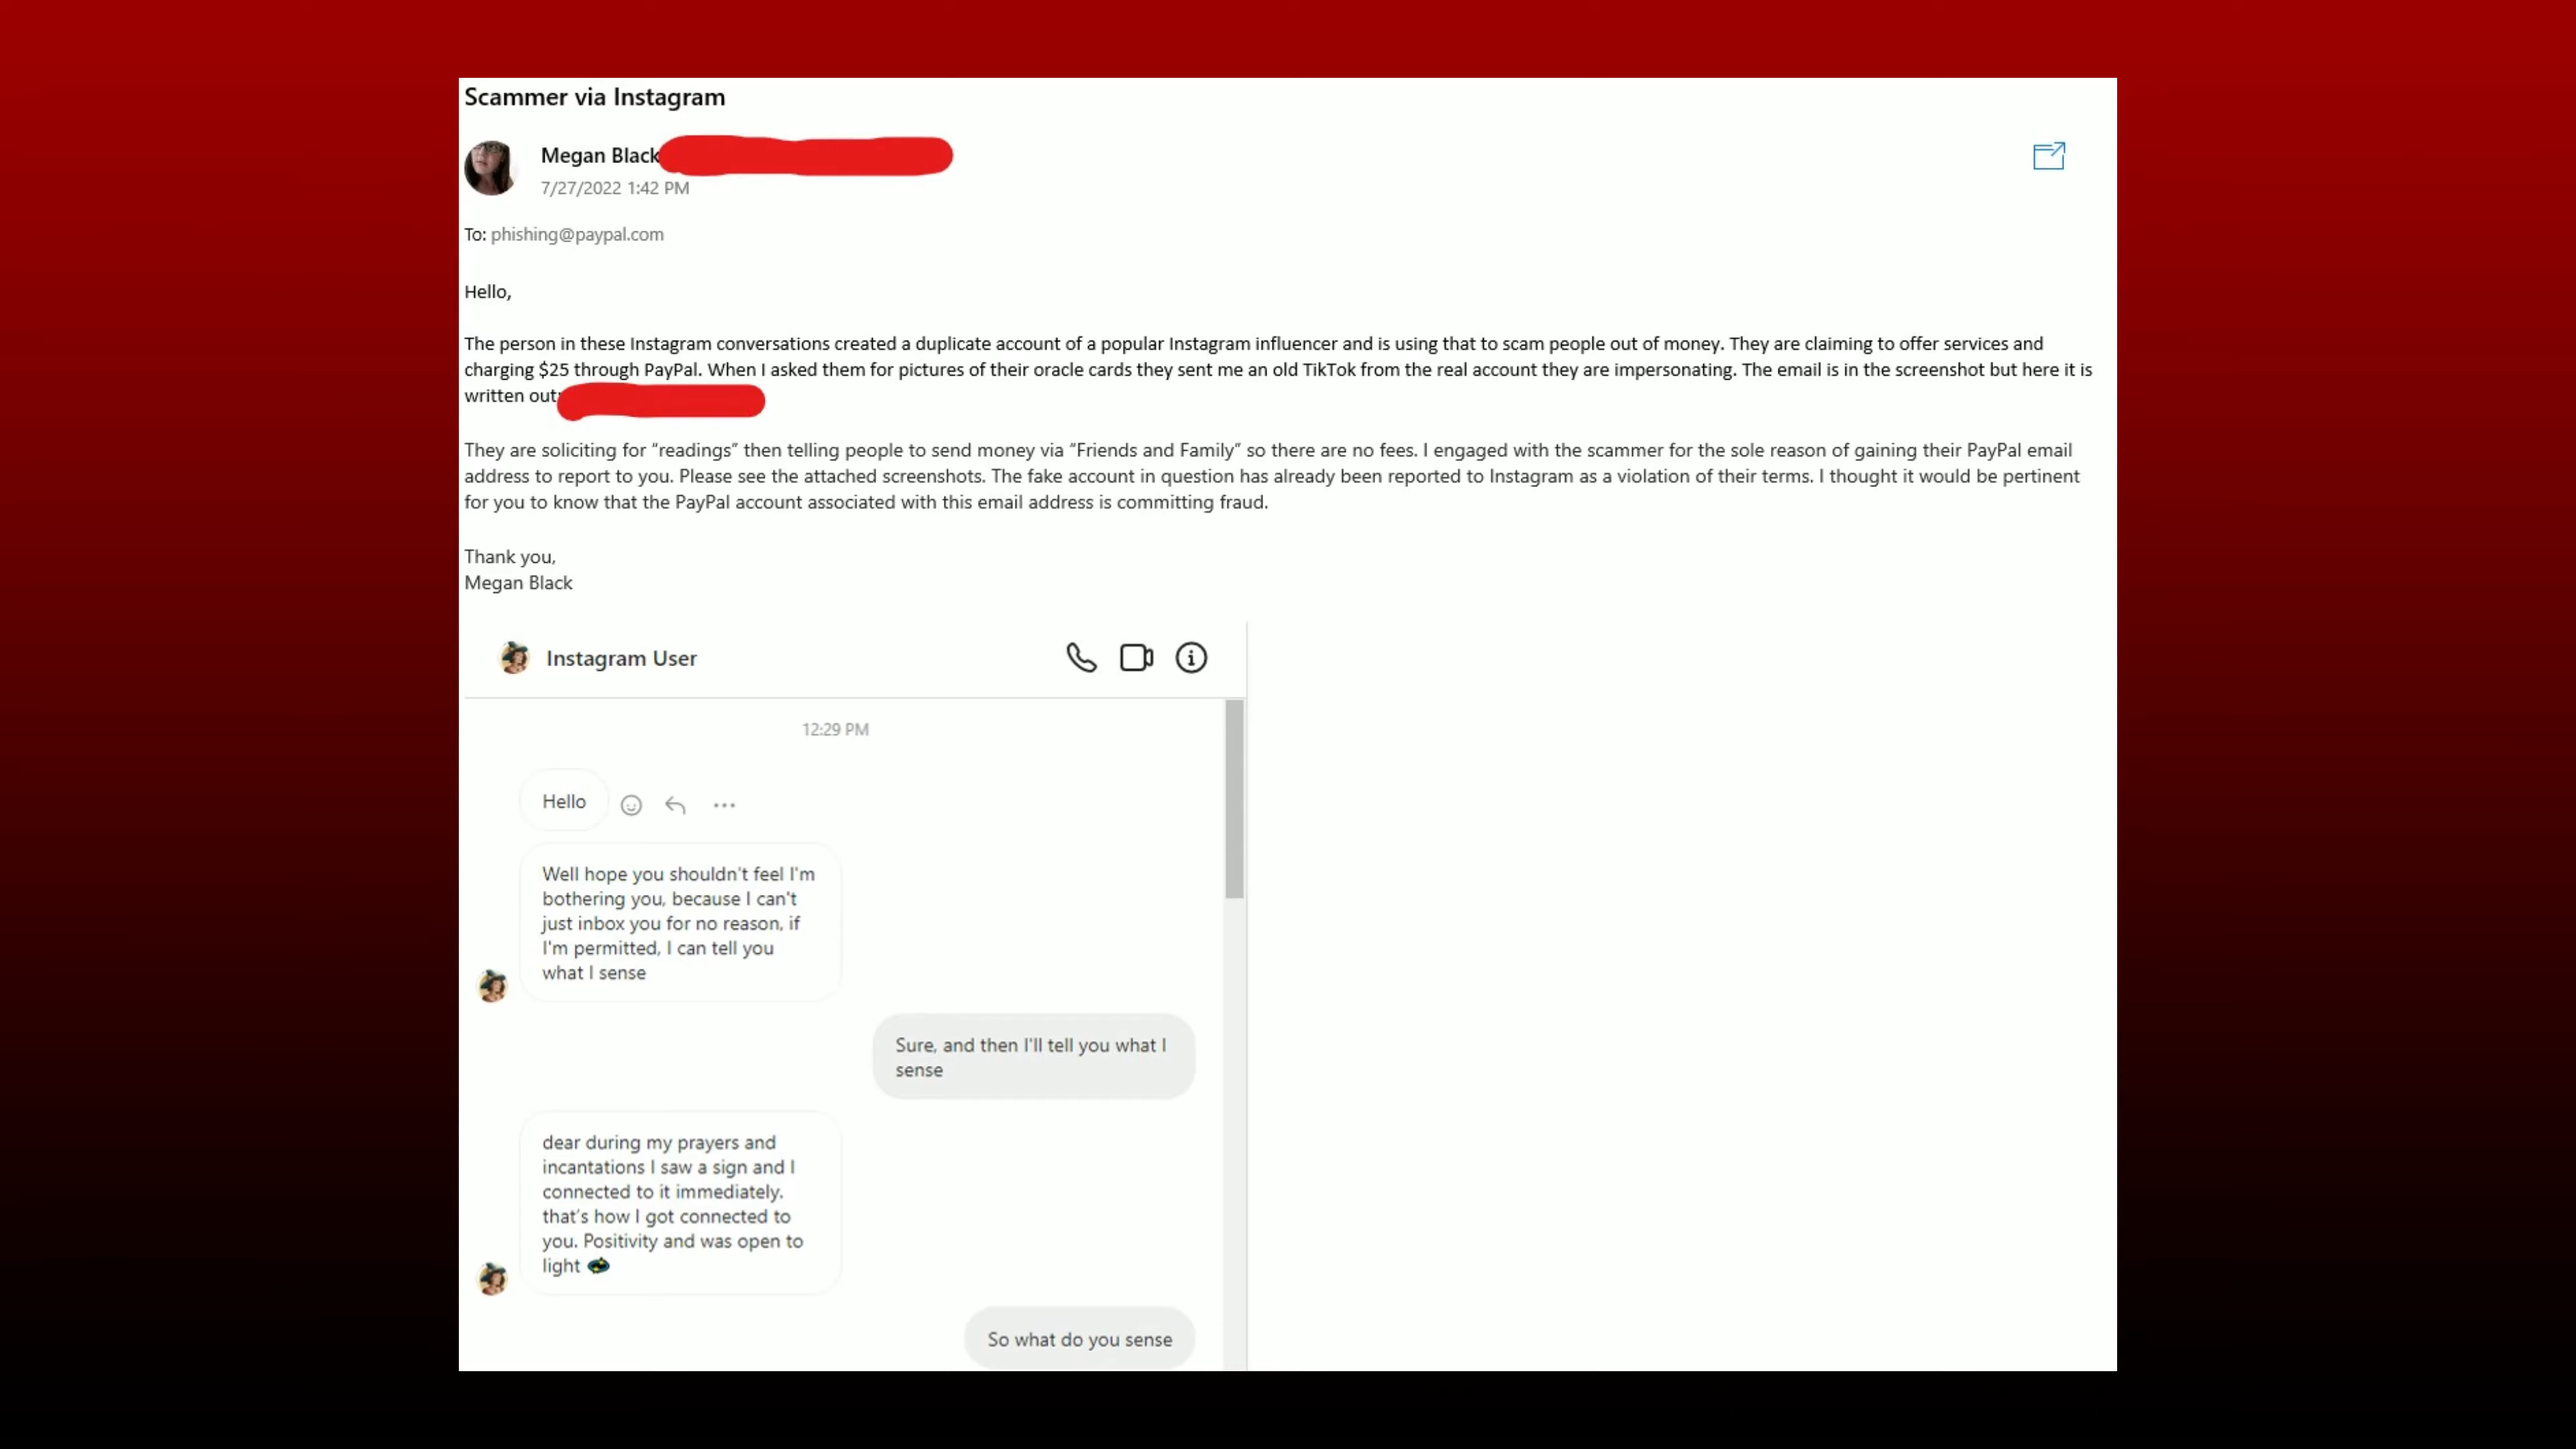 Scammer via Instagram
Megan Black
7/27/2022 1:42 PM
To: phishing@paypal.com
Hello,
The person in these Instagram conversations created a duplicate account of a popular Instagram influencer and is using that to scam people out of money. They are claiming to offer services and
charging $25 through PayPal. When I asked them for pictures of their oracle cards they sent me an old TikTok from the real account they are impersonating. The email is in the screenshot but here it is
written out:
They are soliciting for “readings” then telling people to send money via “Friends and Family” so there are no fees. I engaged with the scammer for the sole reason of gaining their PayPal email
address to report to you. Please see the attached screenshots. The fake account in question has already been reported to Instagram as a violation of their terms. I thought it would be pertinent
for you to know that the PayPal account associated with this email address is committing fraud.
Thank you,
Megan Black
Instagram User
12:29 PM
Hello
Well hope you shouldn't feel I'm
bothering you, because I can't
just inbox you for no reason, if
I'm permitted, I can tell you
what I sense
Sure, and then I'll tell you what I
sense
dear during my prayers and
incantations I saw a sign and I
connected to it immediately.
that's how I got connected to
you. Positivity and was open to
light
So what do you sense